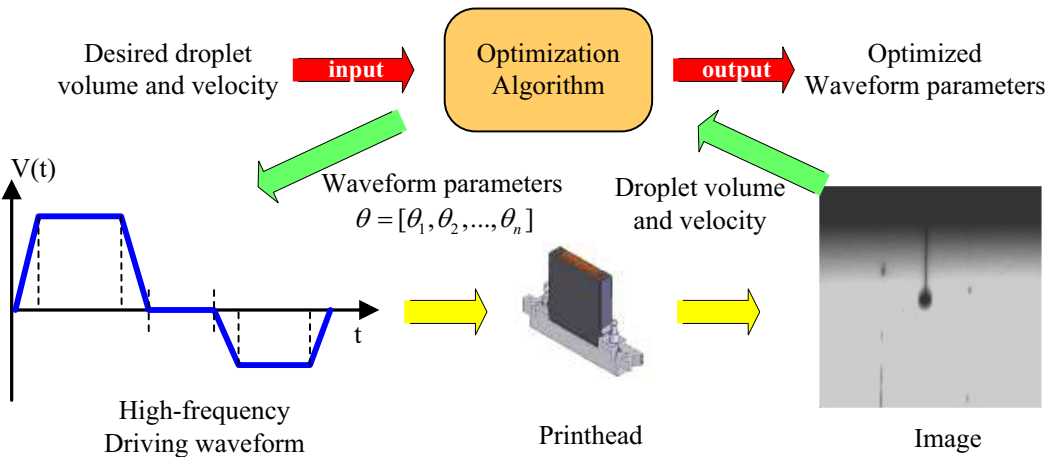 Desired droplet
volume and velocity
input
Optimization
Algorithm
output
Optimized
Waveform parameters
V(t)
Waveform parameters
θ = [θ₁, θ₂, ..., θₙ]
Droplet volume
and velocity
t
High-frequency
Driving waveform
Printhead
Image